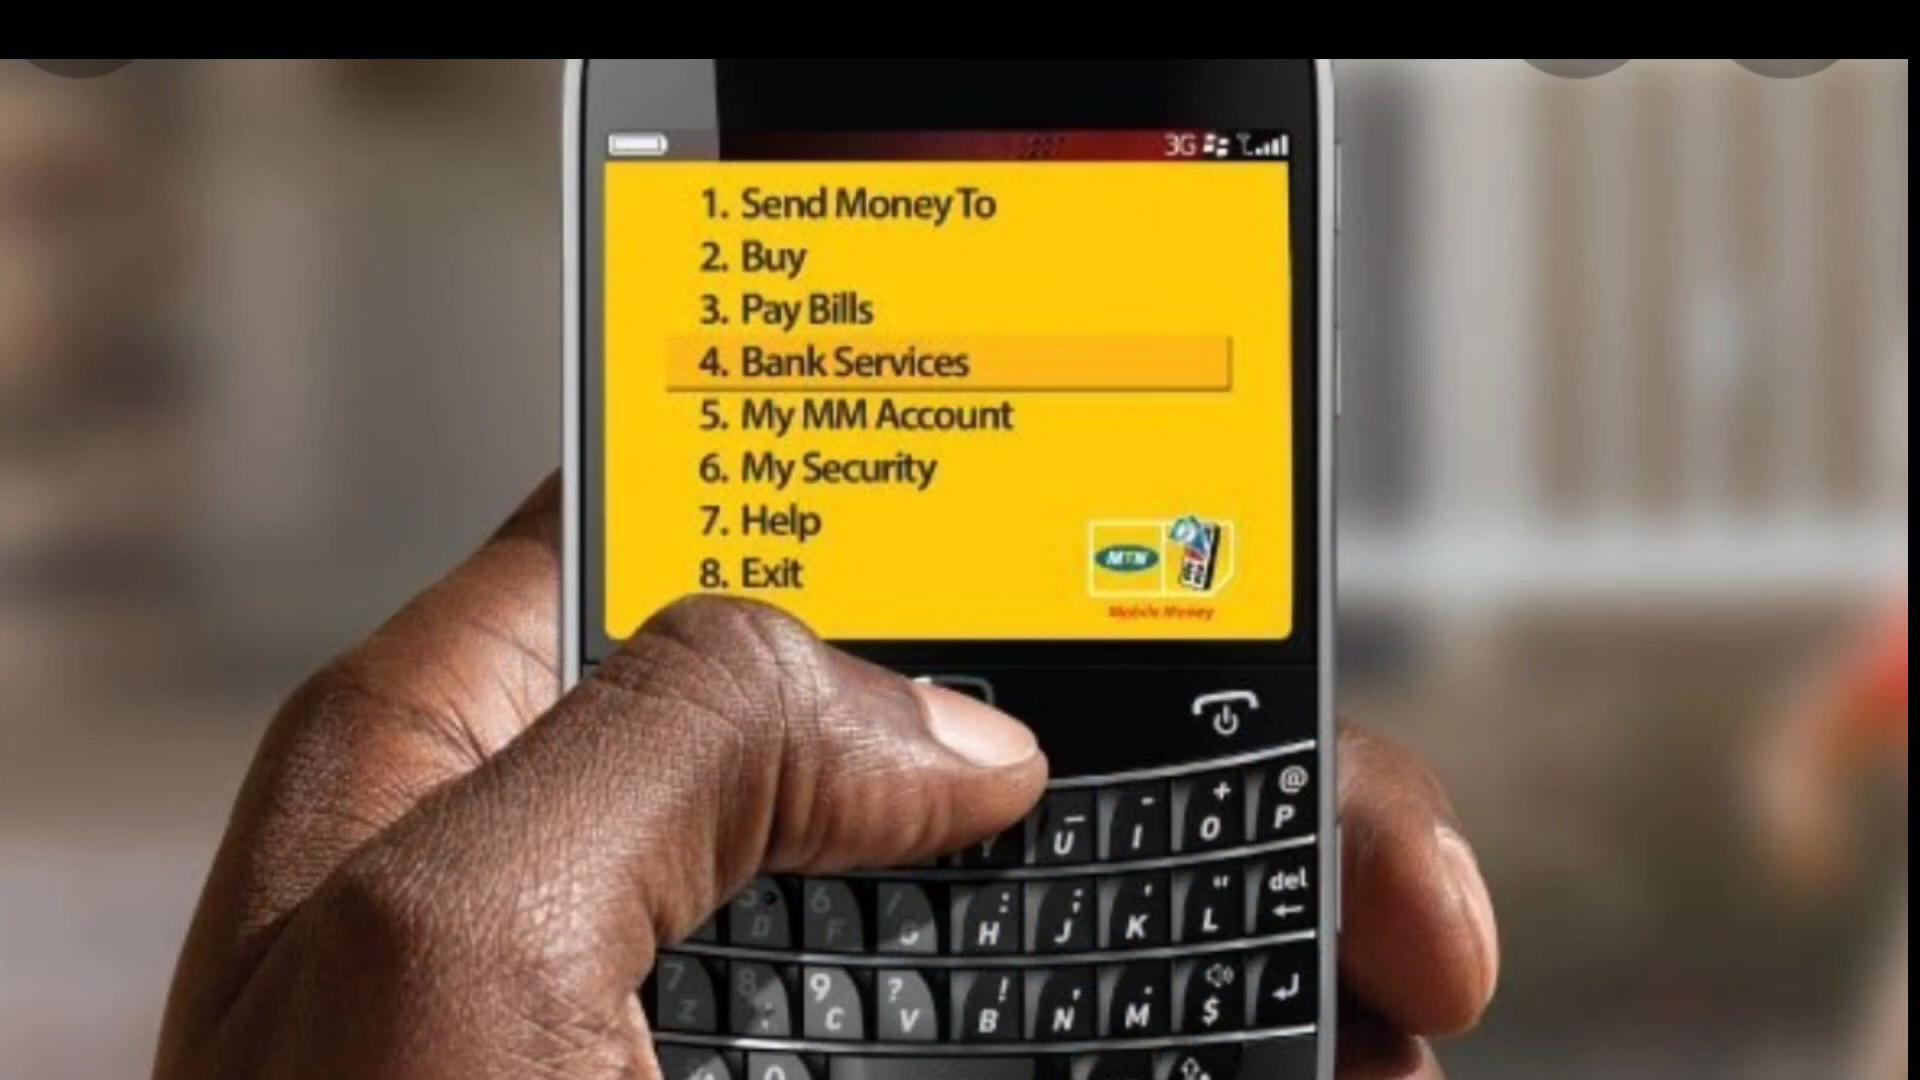 3G
1. Send Money To
2. Buy
3. Pay Bills
4. Bank Services
5. My MM Account
6. My Security
7. Help
8. Exit
MTN
Mobile Money
U I + O @ P
H J K L del
9 C ? V ! B N M $